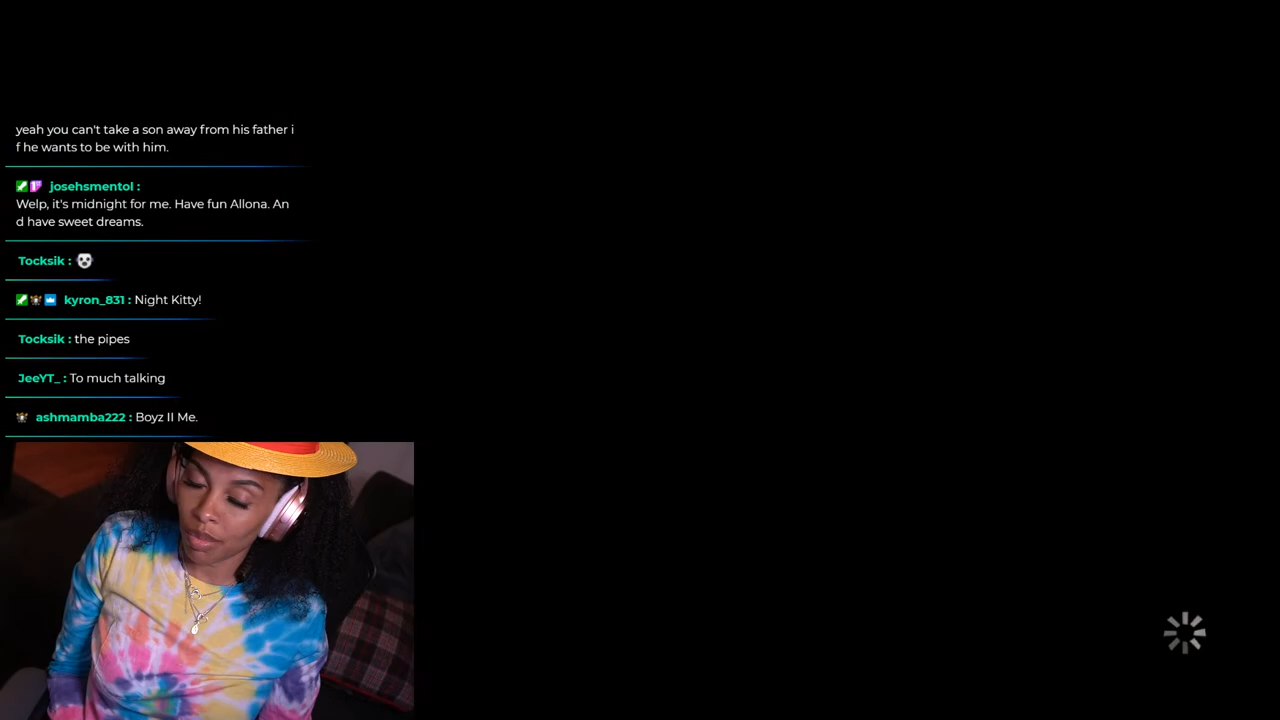 yeah you can't take a son away from his father i
f he wants to be with him.
josehsmentol :
Welp, it's midnight for me. Have fun Allona. An
d have sweet dreams.
Tocksik :
kyron_831 : Night Kitty!
Tocksik : the pipes
JeeYT_ : To much talking
ashmamba222 : Boyz II Me.